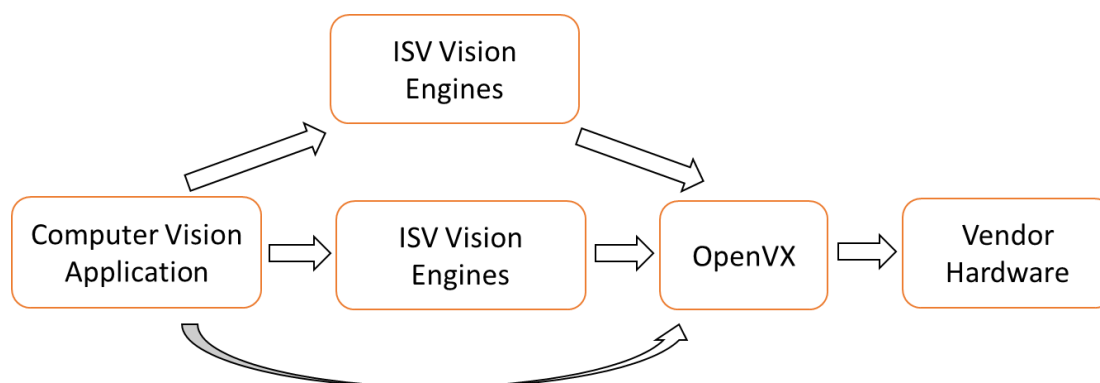 ISV Vision
Engines
Computer Vision
Application
ISV Vision
Engines
OpenVX
Vendor
Hardware